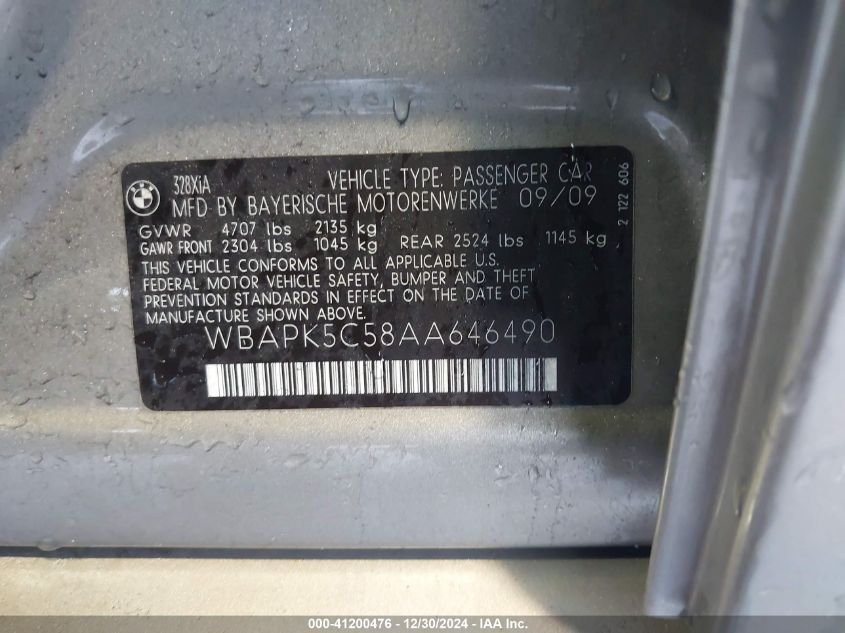 BMW
328XiA VEHICLE TYPE: PASSENGER CAR
MFD BY BAYERISCHE MOTORENWERKE 09/09
GVWR 4707 lbs 2135 kg
GAWR FRONT 2304 lbs 1045 kg REAR 2524 lbs 1145 kg
THIS VEHICLE CONFORMS TO ALL APPLICABLE U.S.
FEDERAL MOTOR VEHICLE SAFETY, BUMPER AND THEFT
PREVENTION STANDARDS IN EFFECT ON THE DATE OF
MANUFACTURE SHOWN ABOVE.
WBAPK5C58AA646490
2 122 606
000-41200476 - 12/30/2024 - IAA Inc.